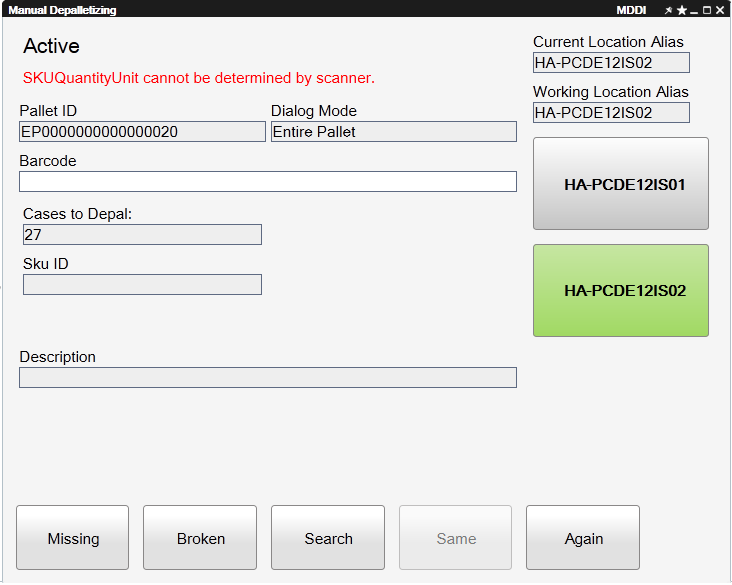 Manual Depalletizing MDDI
Active
SKUQuantityUnit cannot be determined by scanner.
Pallet ID Dialog Mode
EP0000000000000020 Entire Pallet
Barcode
Cases to Depal:
27
Sku ID
Description
Current Location Alias
HA-PCDE12IS02
Working Location Alias
HA-PCDE12IS02
HA-PCDE12IS01
HA-PCDE12IS02
Missing Broken Search Same Again